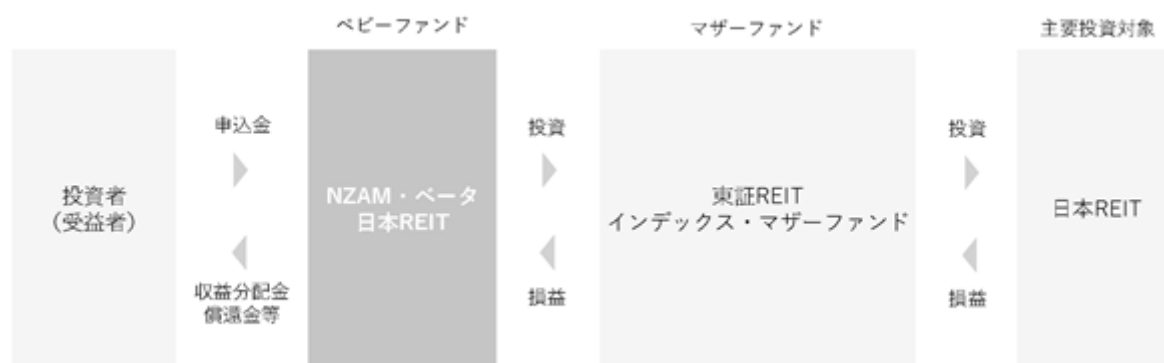 ベビーファンド
マザーファンド
主要投資対象
投資者
（受益者）
申込金
収益分配金
償還金等
NZAM・ベータ
日本REIT
投資
損益
東証REIT
インデックス・マザーファンド
投資
損益
日本REIT